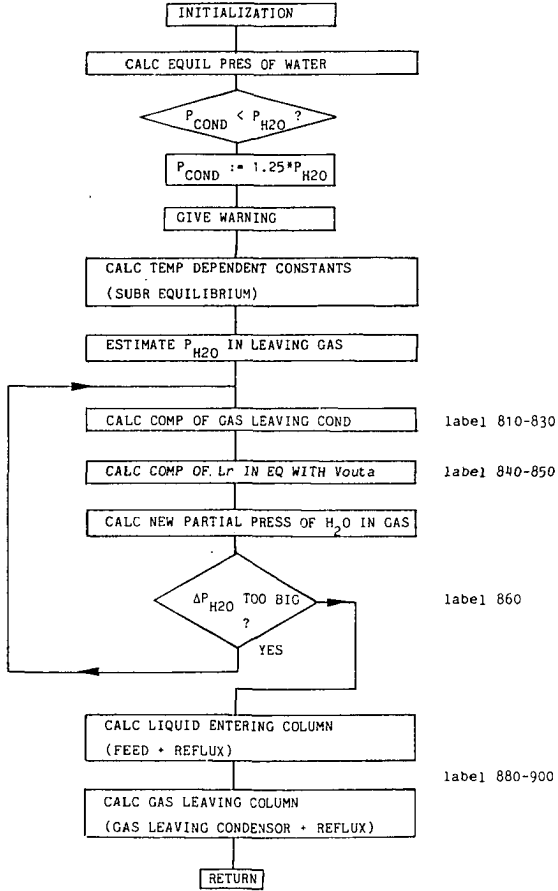 INITIALIZATION
CALC EQUIL PRES OF WATER
P_COND < P_H2O ?
P_COND := 1.25*P_H2O
GIVE WARNING
CALC TEMP DEPENDENT CONSTANTS
(SUBR EQUILIBRIUM)
ESTIMATE P_H2O IN LEAVING GAS
CALC COMP OF GAS LEAVING COND label 810-830
CALC COMP OF Lr IN EQ WITH Vouta label 840-850
CALC NEW PARTIAL PRESS OF H2O IN GAS
ΔP_H2O TOO BIG label 860
?
YES
CALC LIQUID ENTERING COLUMN
(FEED + REFLUX)
label 880-900
CALC GAS LEAVING COLUMN
(GAS LEAVING CONDENSOR + REFLUX)
RETURN